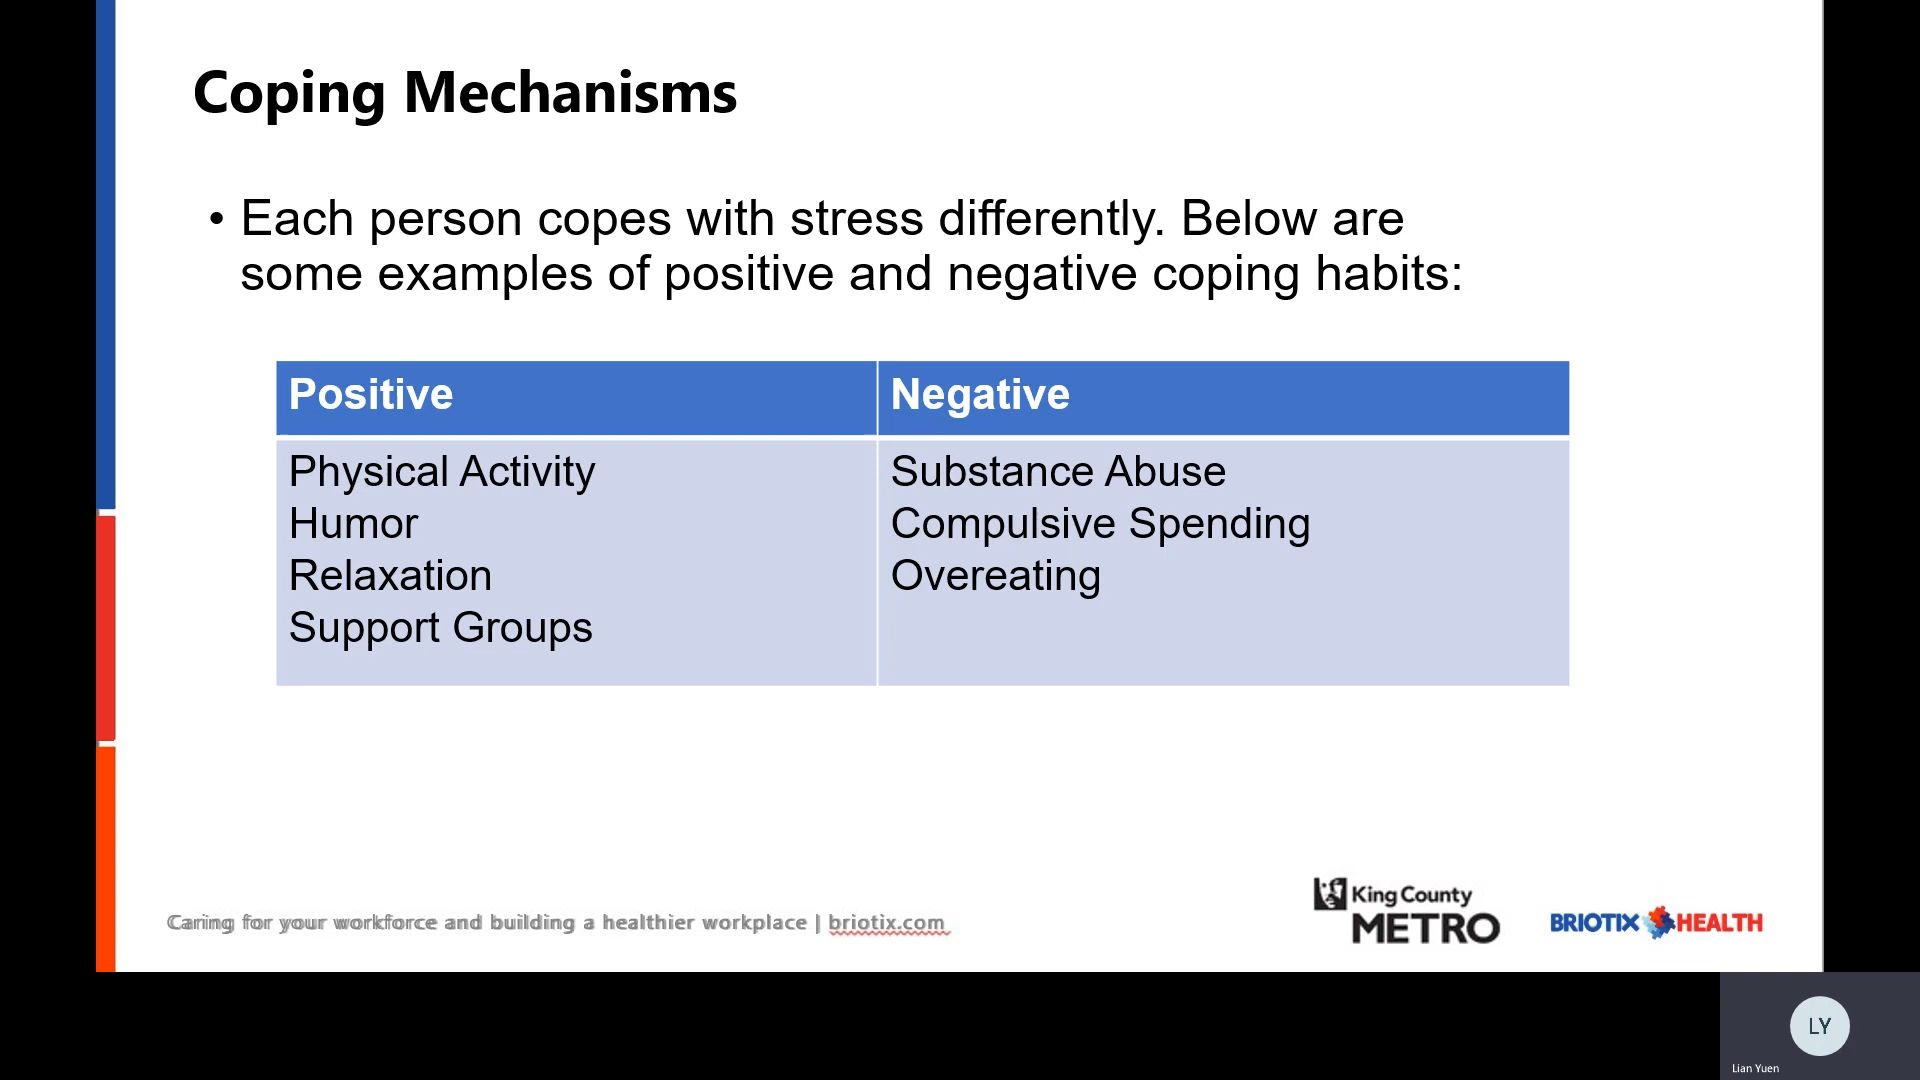 Coping Mechanisms
• Each person copes with stress differently. Below are
some examples of positive and negative coping habits:
Positive
Negative
Physical Activity
Humor
Relaxation
Support Groups
Substance Abuse
Compulsive Spending
Overeating
Caring for your workforce and building a healthier workplace | briotix.com
King County
METRO
BRIOTIX HEALTH
LY
Lian Yuen